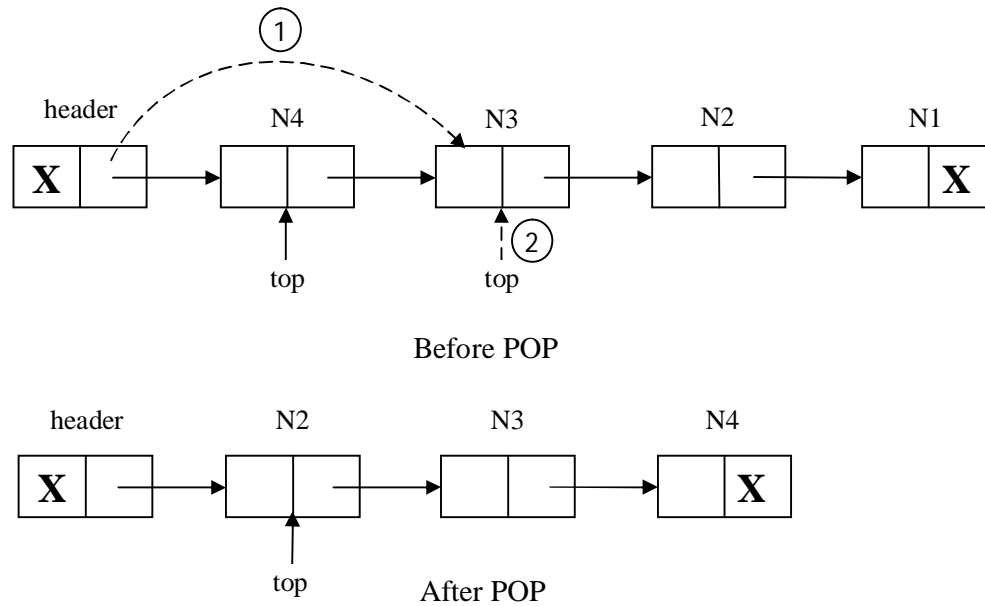 1
header N4 N3 N2 N1
X X
2
top top
Before POP
header N2 N3 N4
X X
top
After POP